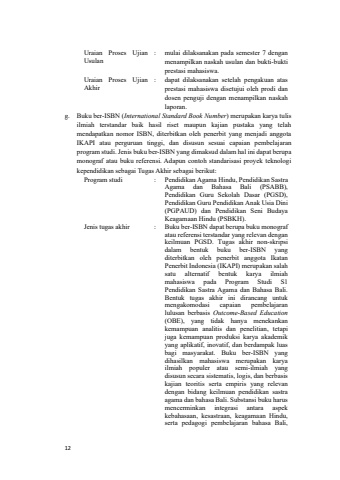 Uraian Proses Ujian : mulai dilaksanakan pada semester 7 dengan
Usulan menampilkan naskah usulan dan bukti-bukti
prestasi mahasiswa.
Uraian Proses Ujian : dapat dilaksanakan setelah pengakuan atas
Akhir prestasi mahasiswa disetujui oleh prodi dan
dosen penguji dengan menampilkan naskah
laporan.
g. Buku ber-ISBN (International Standard Book Number) merupakan karya tulis
ilmiah terstandar baik hasil riset maupun kajian pustaka yang telah
mendapatkan nomor ISBN, diterbitkan oleh penerbit yang menjadi anggota
IKAPI atau perguruan tinggi, dan disusun sesuai capaian pembelajaran
program studi. Jenis buku ber-ISBN yang dimaksud dalam hal ini dapat berupa
monograf atau buku referensi. Adapun contoh standarisasi proyek teknologi
kependidikan sebagai Tugas Akhir sebagai berikut:
Program studi : Pendidikan Agama Hindu, Pendidikan Sastra
Agama dan Bahasa Bali (PSABB),
Pendidikan Guru Sekolah Dasar (PGSD),
Pendidikan Guru Pendidikan Anak Usia Dini
(PGPAUD) dan Pendidikan Seni Budaya
Keagamaan Hindu (PSBKH).
Jenis tugas akhir : Buku ber-ISBN dapat berupa buku monograf
atau referensi terstandar yang relevan dengan
keilmuan PGSD. Tugas akhir non-skripsi
dalam bentuk buku ber-ISBN yang
diterbitkan oleh penerbit anggota Ikatan
Penerbit Indonesia (IKAPI) merupakan salah
satu alternatif bentuk karya ilmiah
mahasiswa pada Program Studi S1
Pendidikan Sastra Agama dan Bahasa Bali.
Bentuk tugas akhir ini dirancang untuk
mengakomodasi capaian pembelajaran
lulusan berbasis Outcome-Based Education
(OBE), yang tidak hanya menekankan
kemampuan analitis dan penelitian, tetapi
juga kemampuan produksi karya akademik
yang aplikatif, inovatif, dan berdampak luas
bagi masyarakat. Buku ber-ISBN yang
dihasilkan mahasiswa merupakan karya
ilmiah populer atau semi-ilmiah yang
disusun secara sistematis, logis, dan berbasis
kajian teoritis serta empiris yang relevan
dengan bidang keilmuan pendidikan sastra
agama dan bahasa Bali. Substansi buku harus
mencerminkan integrasi antara aspek
kebahasaan, kesastraan, keagamaan Hindu,
serta pedagogi pembelajaran bahasa Bali,
12